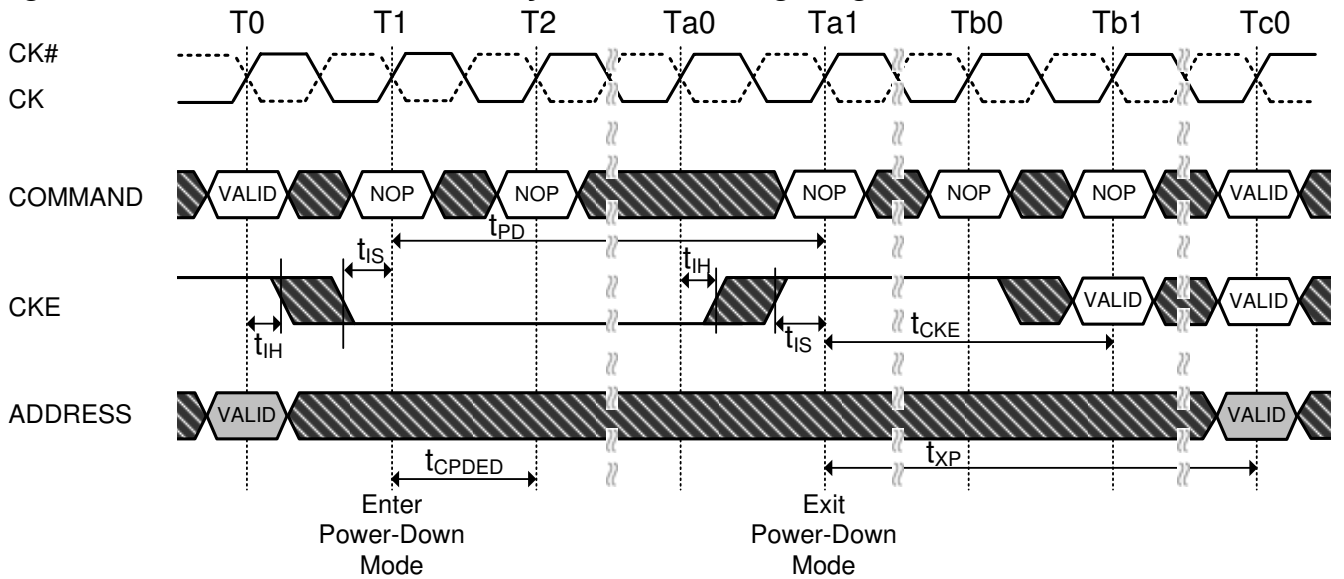 T0 T1 T2 Ta0 Ta1 Tb0 Tb1 Tc0
CK#
CK
COMMAND VALID NOP NOP NOP NOP NOP VALID
tPD
tIS tIH
CKE VALID VALID
tIH tIS tCKE
ADDRESS VALID VALID
tCPDED tXP
Enter Power-Down Mode
Exit Power-Down Mode